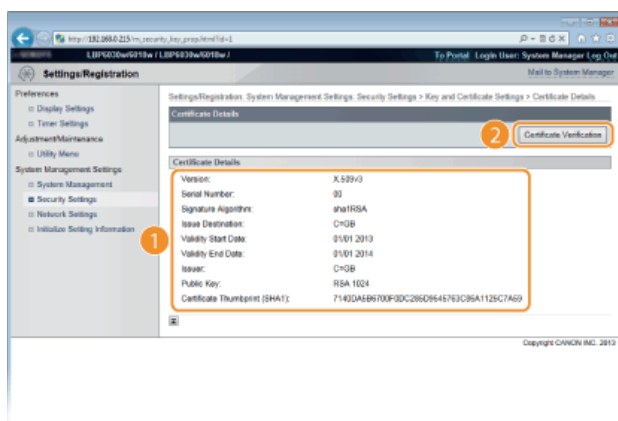 http://192.168.0.215/m_security_key_prop.html?id=1
LBP6030w/6018w / LBP6030w/6018w /
To Portal Login User: System Manager Log Out
Settings/Registration
Mail to System Manager
Preferences
Display Settings
Timer Settings
Adjustment/Maintenance
Utility Menu
System Management Settings
System Management
Security Settings
Network Settings
Initialize Setting Information
Settings/Registration: System Management Settings: Security Settings > Key and Certificate Settings > Certificate Details
Certificate Details
2
Certificate Verification
Certificate Details
1
Version: X.509v3
Serial Number: 00
Signature Algorithm: sha1RSA
Issue Destination: C=GB
Validity Start Date: 01/01 2013
Validity End Date: 01/01 2014
Issuer: C=GB
Public Key: RSA 1024
Certificate Thumbprint (SHA1):
Copyright CANON INC. 2013